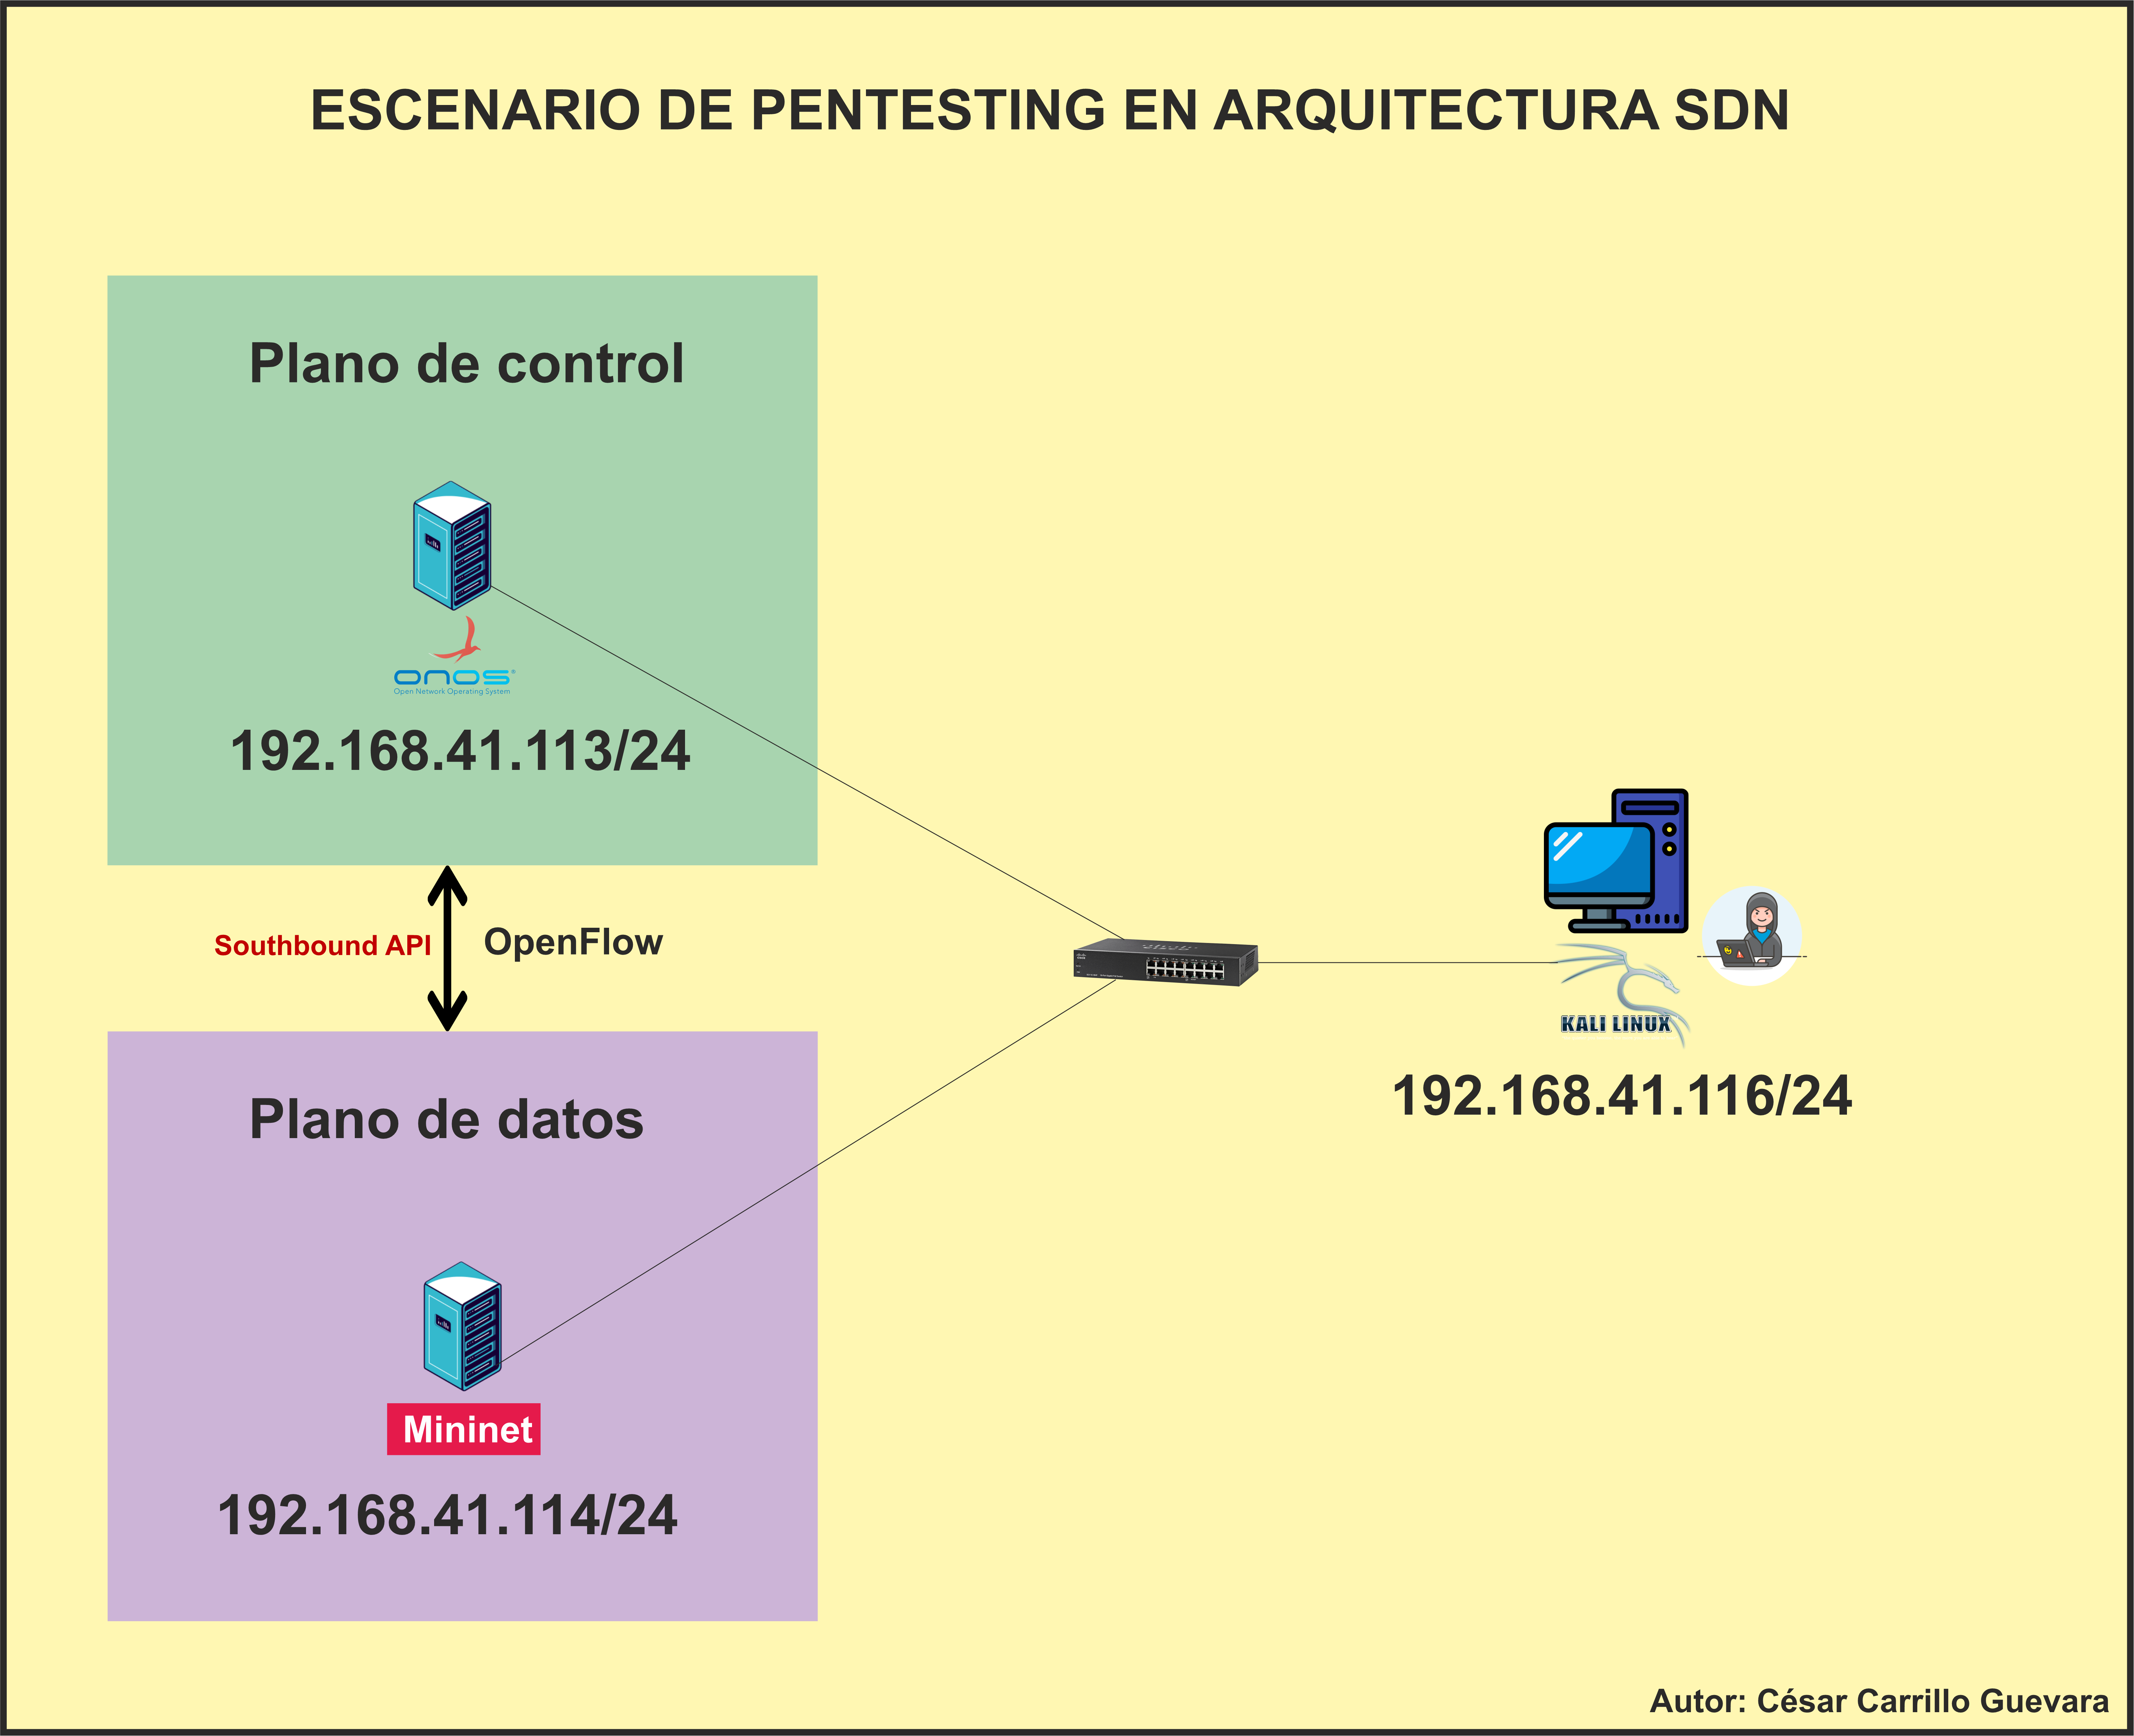 ESCENARIO DE PENTESTING EN ARQUITECTURA SDN
Plano de control
onos
Open Network Operating System
192.168.41.113/24
Southbound API
OpenFlow
KALI LINUX
192.168.41.116/24
Plano de datos
Mininet
192.168.41.114/24
Autor: César Carrillo Guevara